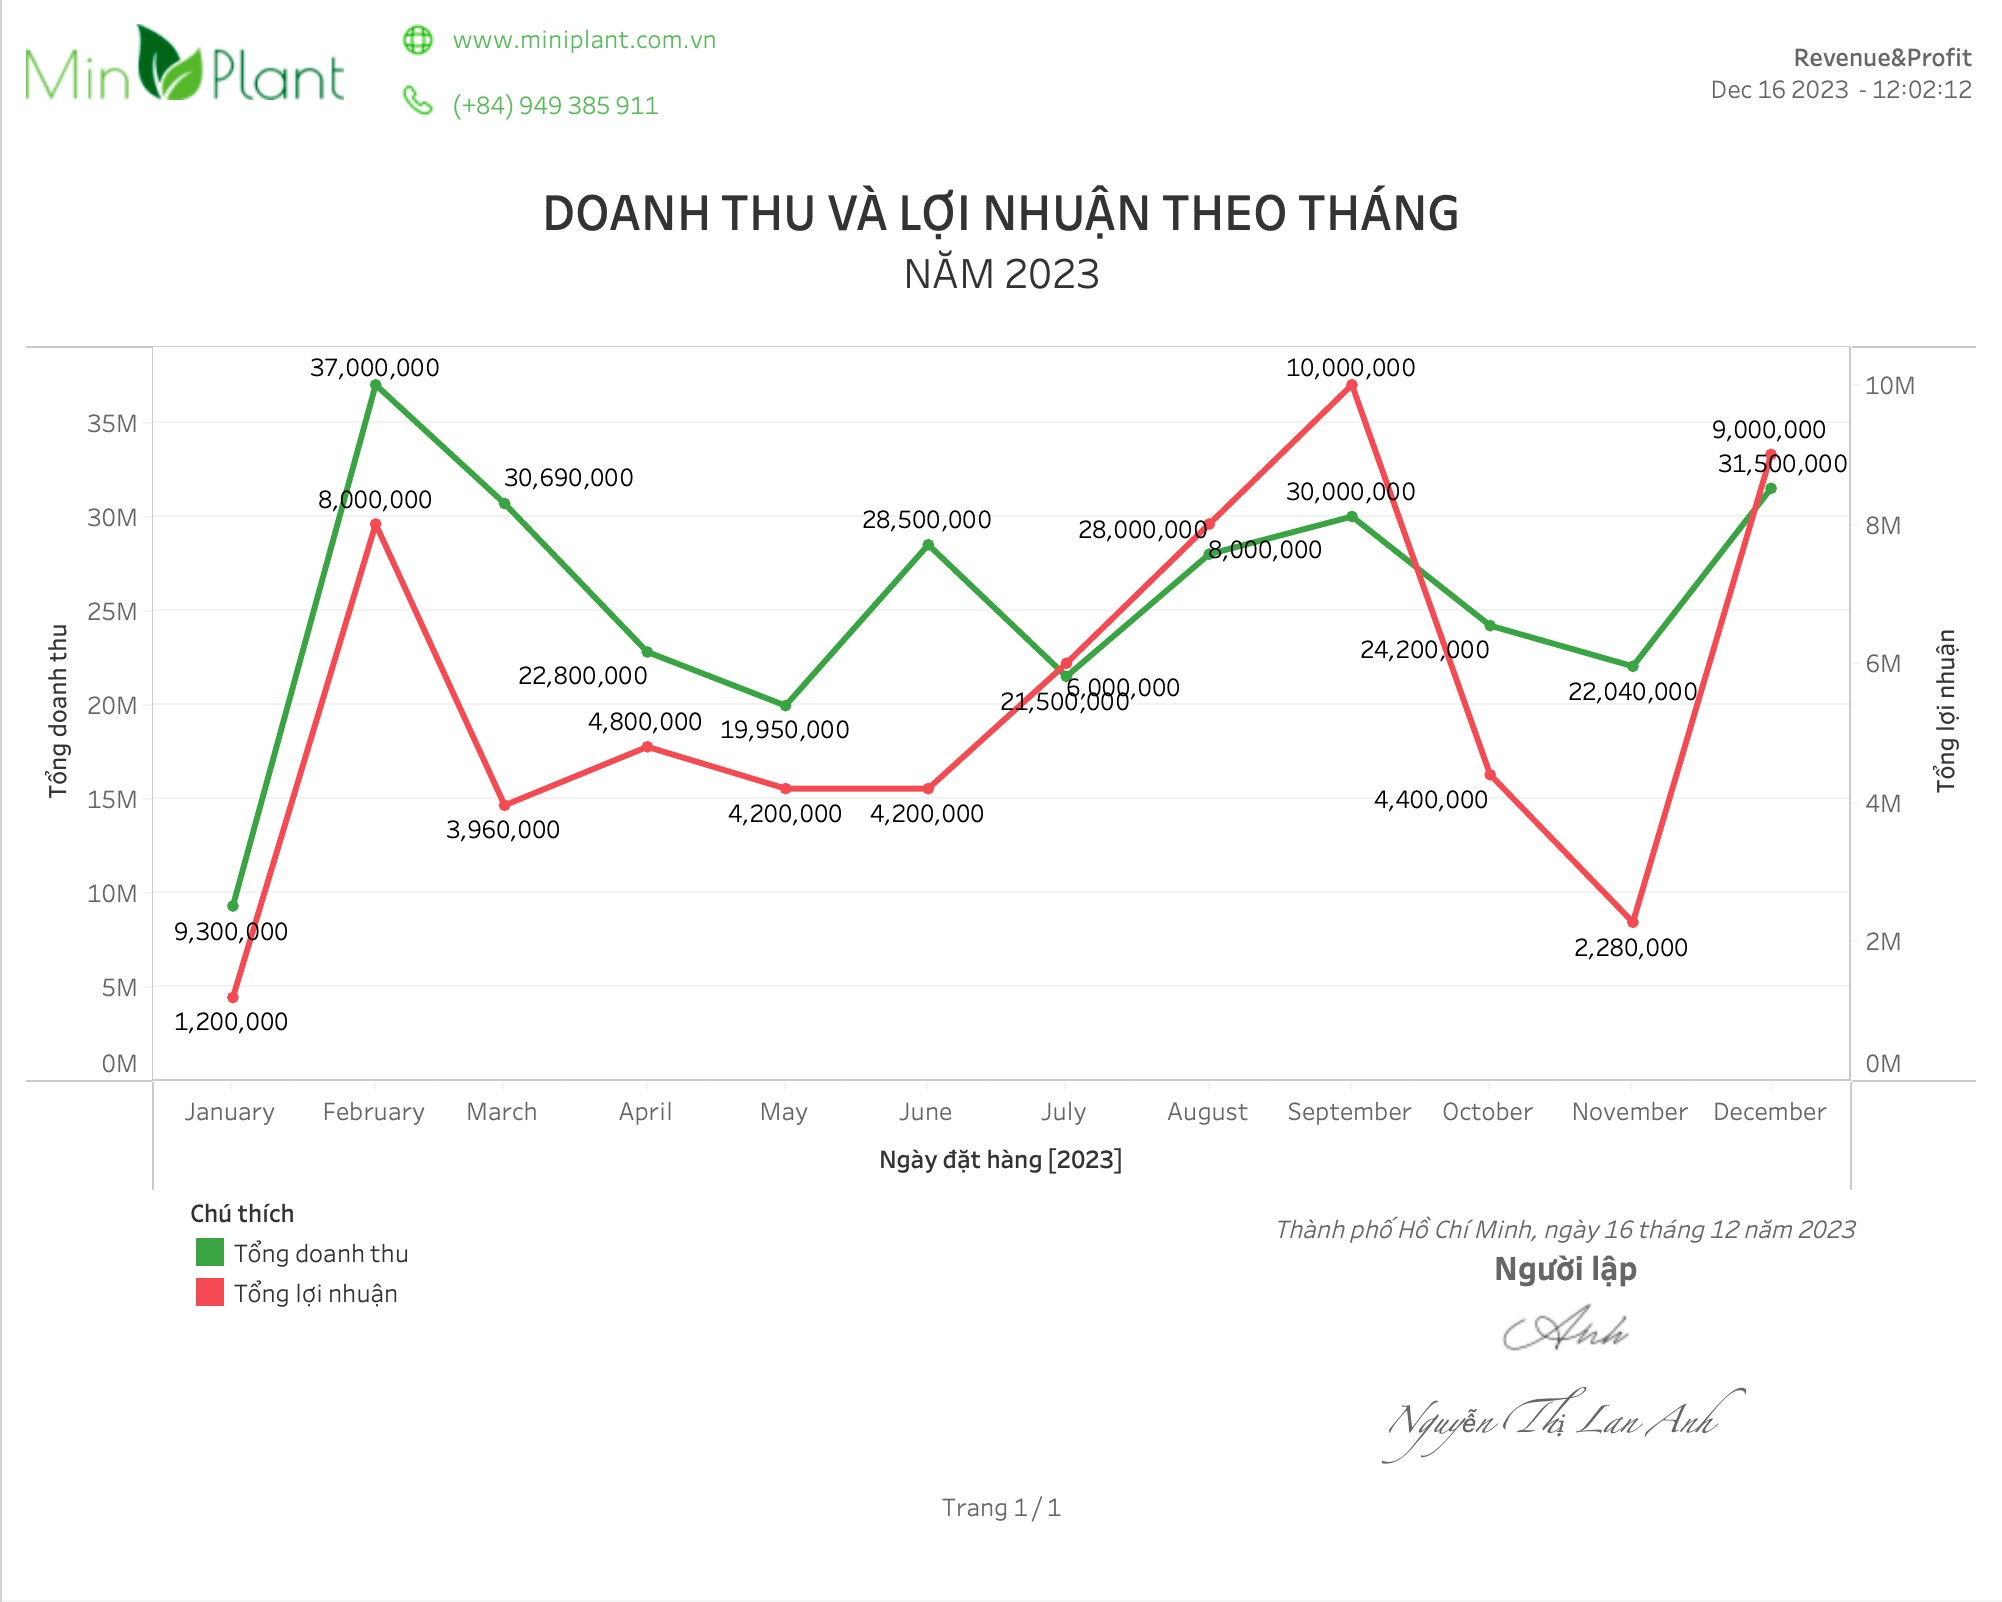 Mini Plant
www.miniplant.com.vn
(+84) 949 385 911
Revenue&Profit
Dec 16 2023 - 12:02:12
DOANH THU VÀ LỢI NHUẬN THEO THÁNG
NĂM 2023
Tổng doanh thu
35M
30M
25M
20M
15M
10M
5M
0M
37,000,000
10,000,000
9,000,000
31,500,000
30,690,000
8,000,000
30,000,000
28,500,000
28,000,000
8,000,000
24,200,000
22,800,000
6,000,000
21,500,000
22,040,000
4,800,000
19,950,000
4,400,000
3,960,000
4,200,000
4,200,000
9,300,000
2,280,000
1,200,000
10M
8M
6M
4M
2M
0M
Tổng lợi nhuận
January February March April May June July August September October November December
Ngày đặt hàng [2023]
Chú thích
Tổng doanh thu
Tổng lợi nhuận
Thành phố Hồ Chí Minh, ngày 16 tháng 12 năm 2023
Người lập
Anh
Nguyễn Thị Lan Anh
Trang 1 / 1